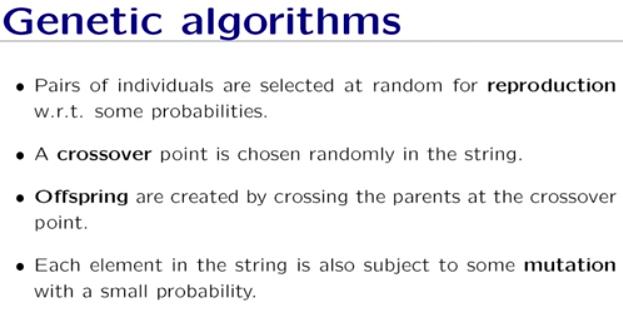 Genetic algorithms
• Pairs of individuals are selected at random for reproduction
w.r.t. some probabilities.
• A crossover point is chosen randomly in the string.
• Offspring are created by crossing the parents at the crossover
point.
• Each element in the string is also subject to some mutation
with a small probability.